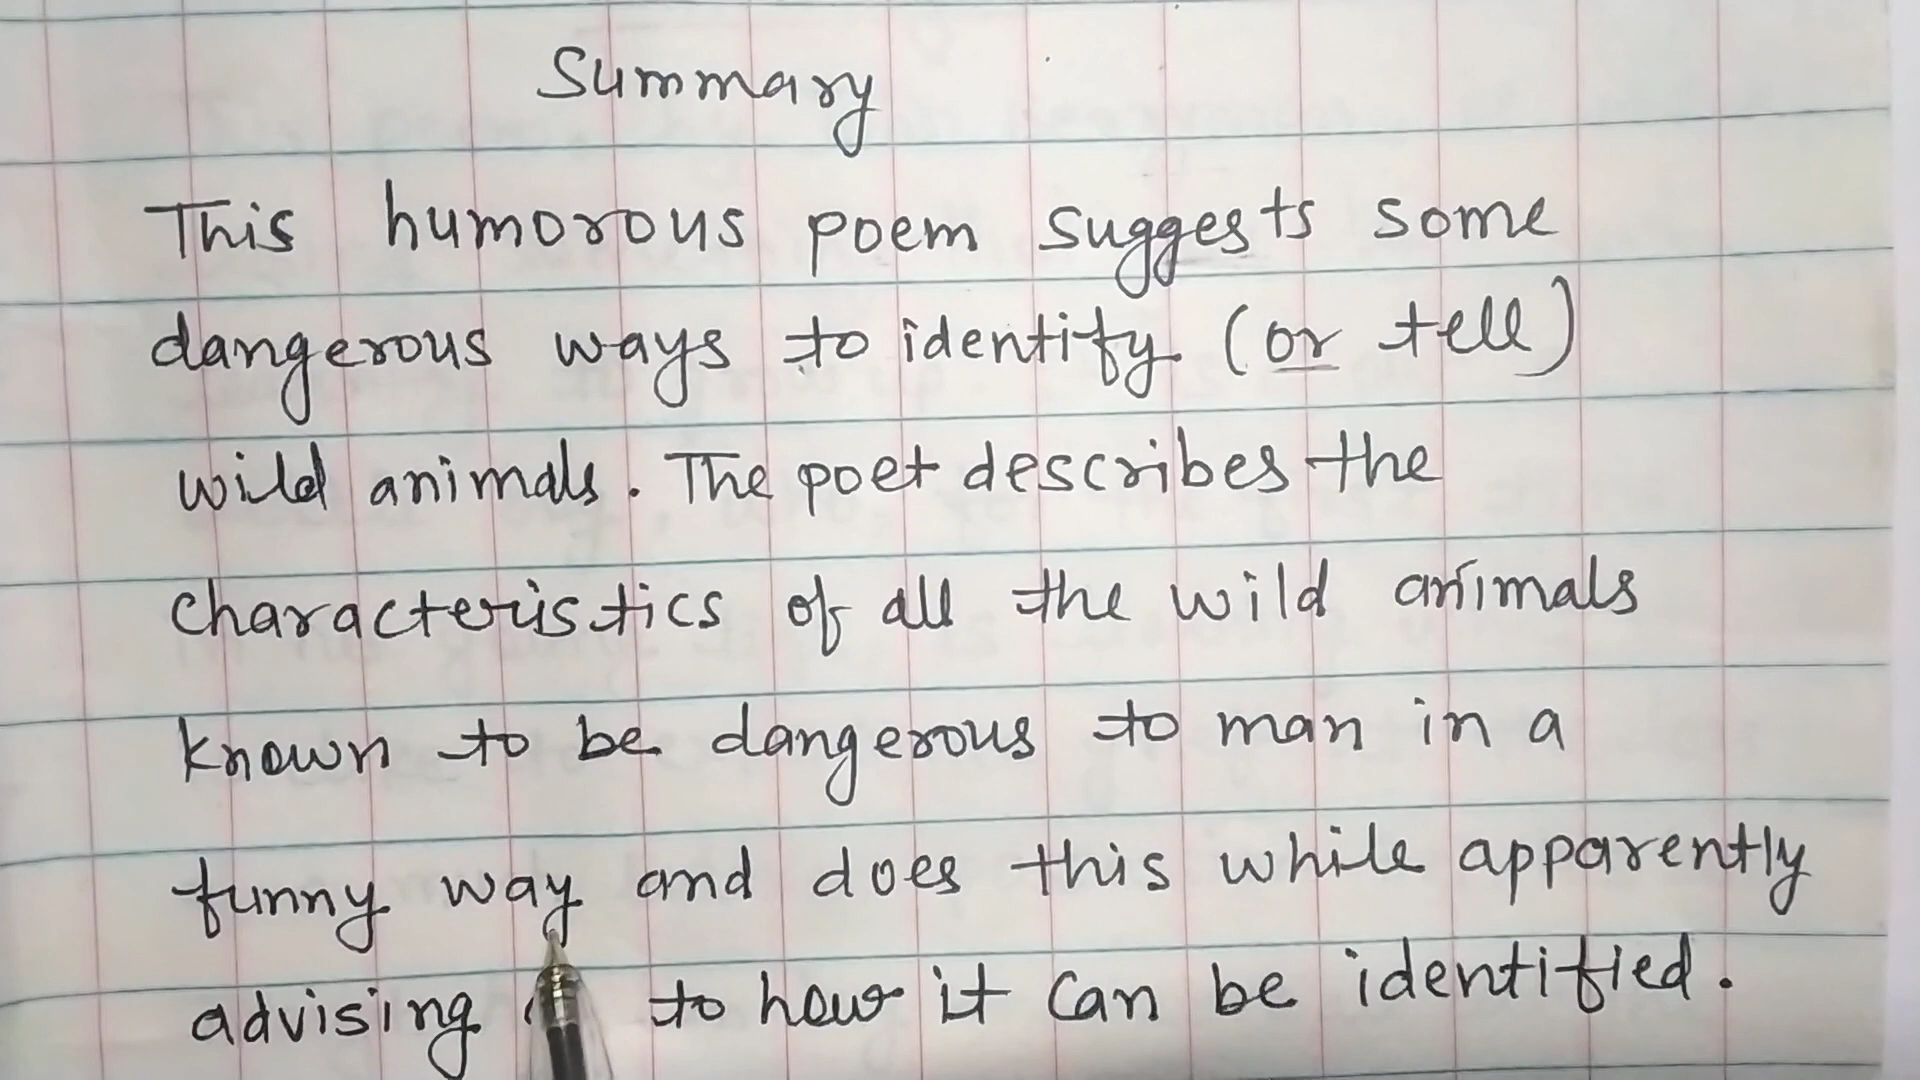 Summary
This humorous poem suggests some
dangerous ways to identify (or tell)
wild animals. The poet describes the
characteristics of all the wild animals
known to be dangerous to man in a
funny way and does this while apparently
advising to how it can be identified.